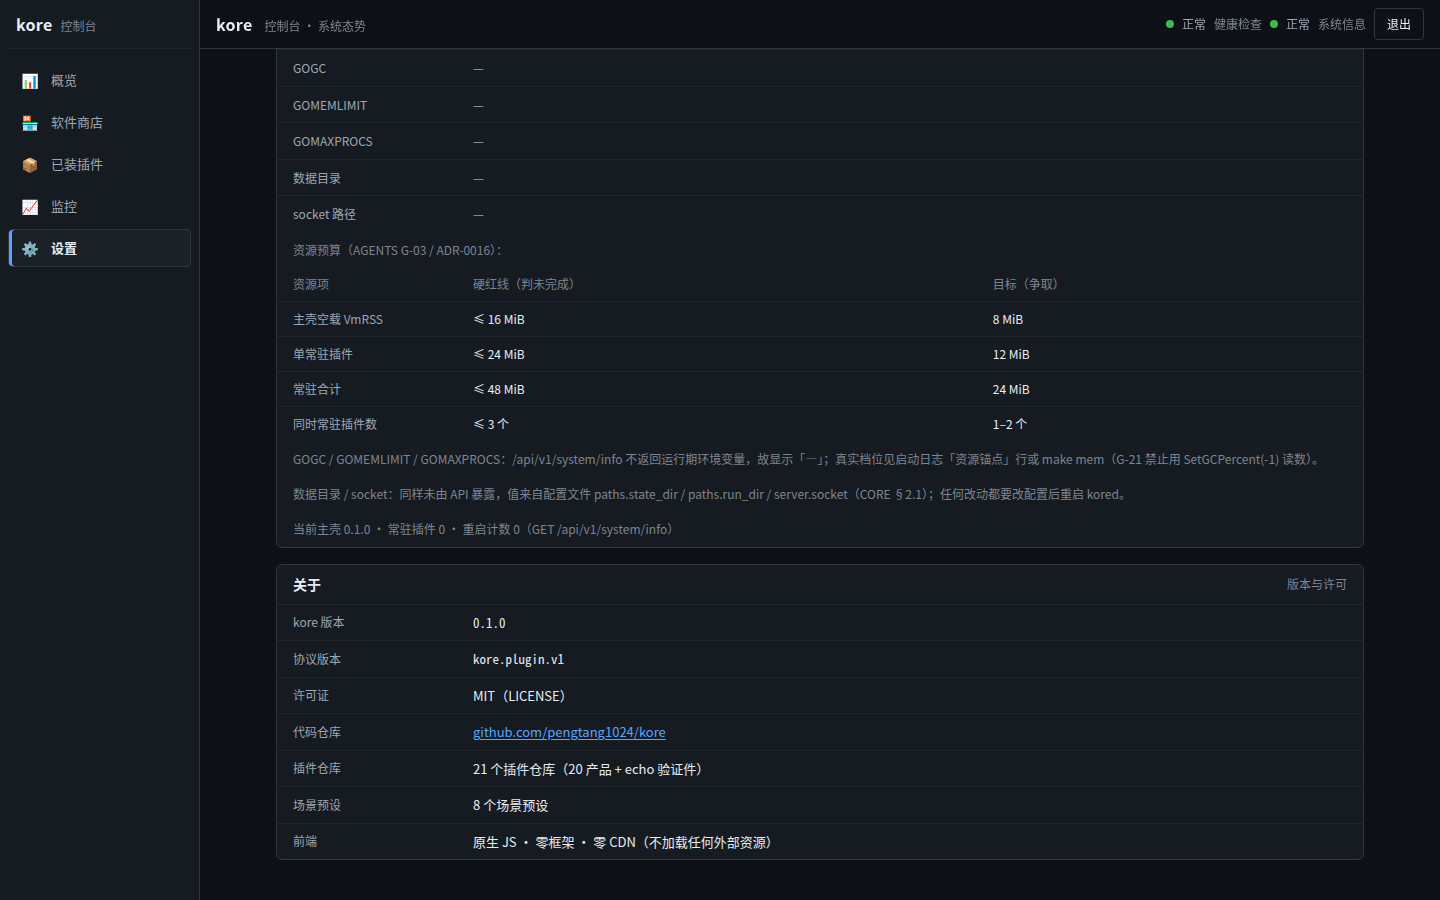 kore 控制台
概览
软件商店
已装插件
监控
设置
kore 控制台 · 系统态势
正常 健康检查 正常 系统信息 退出
GOGC —
GOMEMLIMIT —
GOMAXPROCS —
数据目录 —
socket 路径 —
资源预算（AGENTS G-03 / ADR-0016）：
资源项 硬红线（判未完成） 目标（争取）
主壳空载 VmRSS ≤ 16 MiB 8 MiB
单常驻插件 ≤ 24 MiB 12 MiB
常驻合计 ≤ 48 MiB 24 MiB
同时常驻插件数 ≤ 3 个 1–2 个
GOGC / GOMEMLIMIT / GOMAXPROCS：/api/v1/system/info 不返回运行期环境变量，故显示「—」；真实档位见启动日志「资源锚点」行或 make mem（G-21 禁止用 SetGCPercent(-1) 读数）。
数据目录 / socket：同样未由 API 暴露，值来自配置文件 paths.state_dir / paths.run_dir / server.socket（CORE §2.1）；任何改动都要改配置后重启 kored。
当前主壳 0.1.0 · 常驻插件 0 · 重启计数 0（GET /api/v1/system/info）
关于 版本与许可
kore 版本 0.1.0
协议版本 kore.plugin.v1
许可证 MIT（LICENSE）
代码仓库 github.com/pengtang1024/kore
插件仓库 21 个插件仓库（20 产品 + echo 验证件）
场景预设 8 个场景预设
前端 原生 JS · 零框架 · 零 CDN（不加载任何外部资源）